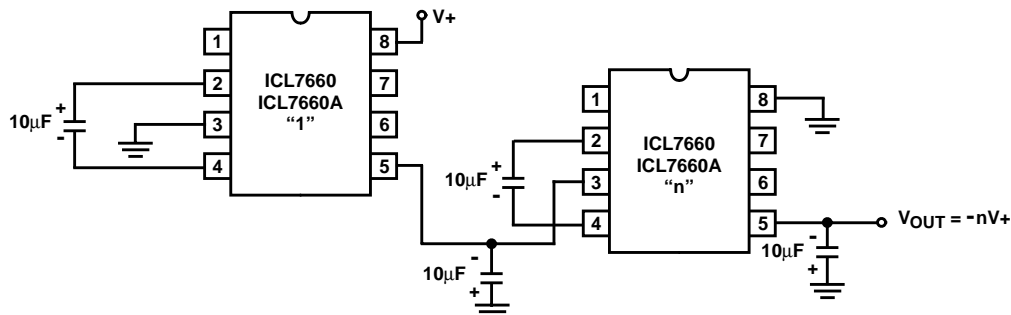 V+
1
8
2
ICL7660
7
ICL7660A
+
10μF
3
"1"
6
-
4
5
1
8
2
ICL7660
7
ICL7660A
+
10μF
3
"n"
6
-
4
5
VOUT = -nV+
-
10μF
+
-
10μF
+